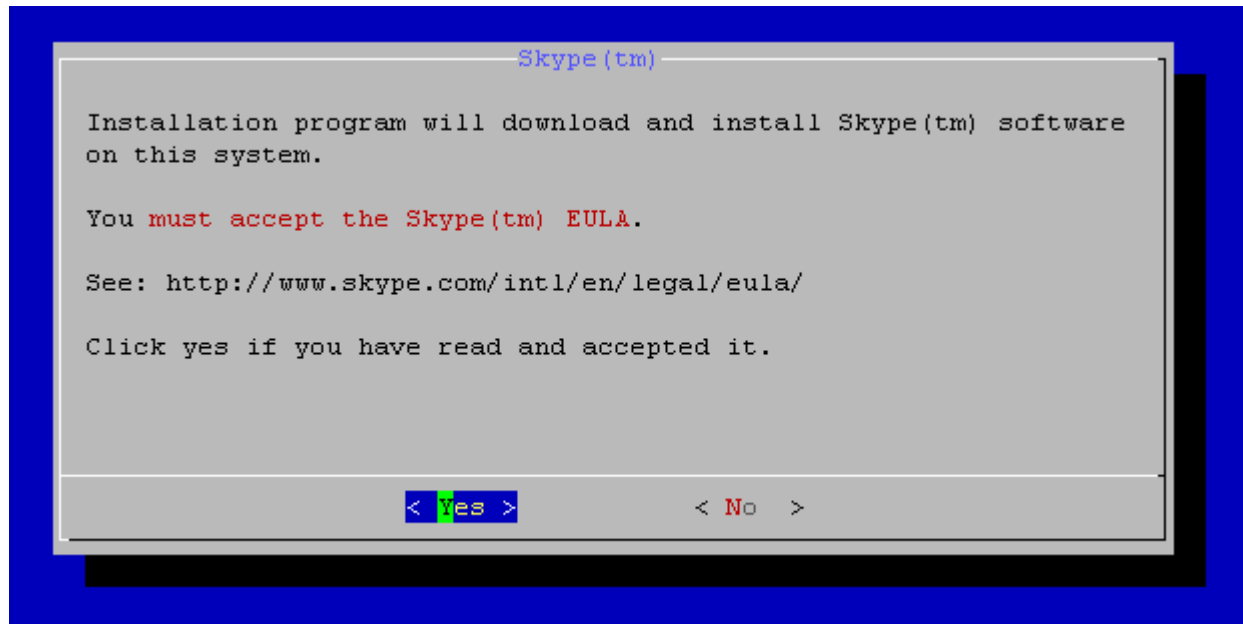 Skype(tm)
Installation program will download and install Skype(tm) software
on this system.
You must accept the Skype(tm) EULA.
See: http://www.skype.com/intl/en/legal/eula/
Click yes if you have read and accepted it.
< Yes > < No >